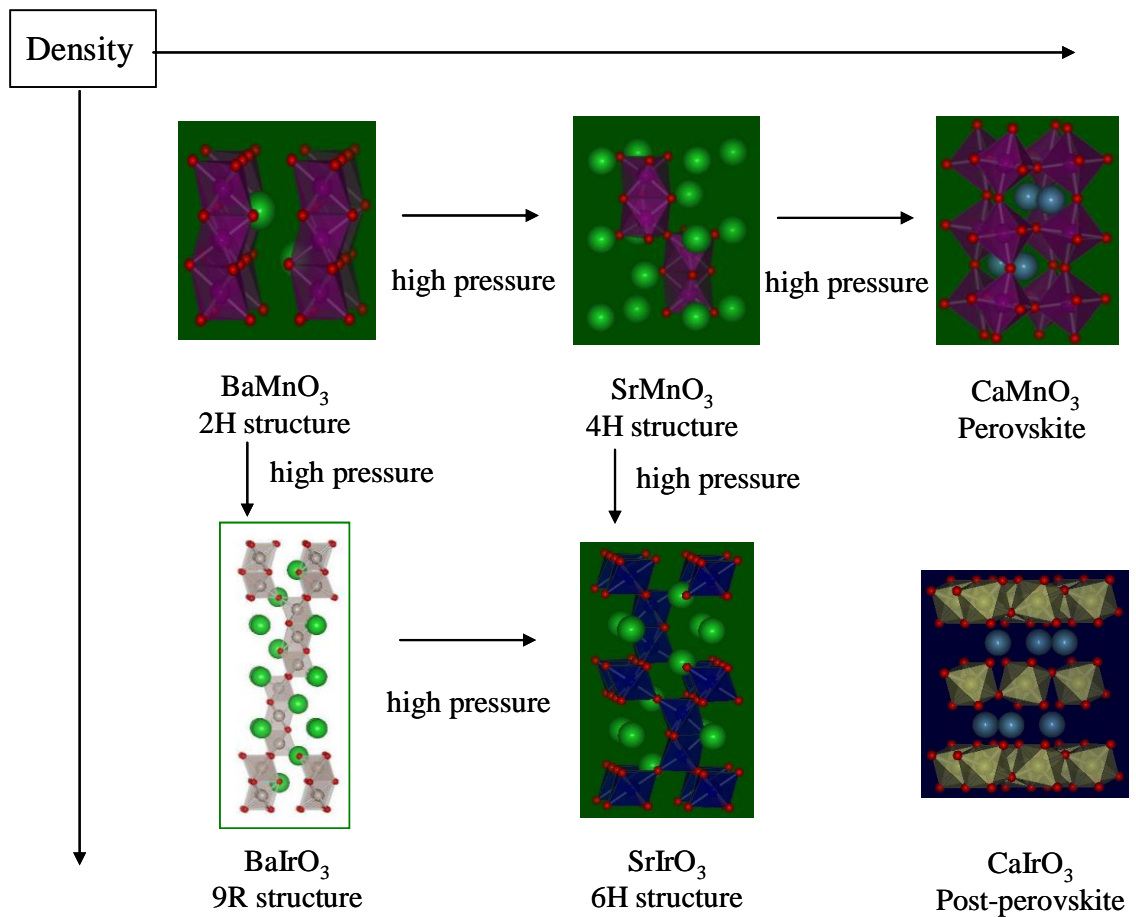 Density
high pressure
high pressure
BaMnO₃
2H structure
SrMnO₃
4H structure
CaMnO₃
Perovskite
high pressure
high pressure
high pressure
BaIrO₃
9R structure
SrIrO₃
6H structure
CaIrO₃
Post-perovskite